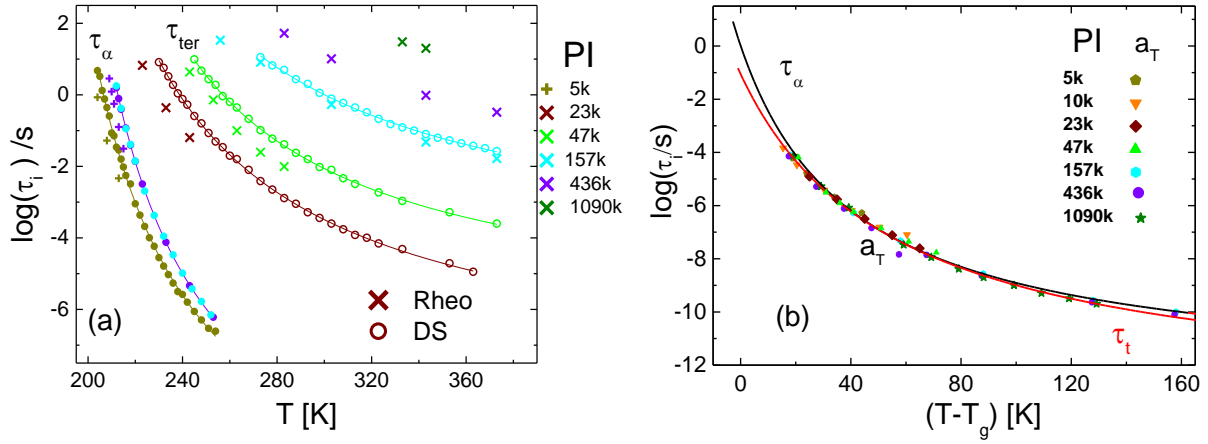 2
0
-2
-4
-6
200
240
280
320
360
log(τi )/s
T [K]
τα
τter
PI
5k
23k
47k
157k
436k
1090k
Rheo
DS
(a)
0
-2
-4
-6
-8
-10
-12
0
40
80
120
160
log(τi/s)
(T-Tg) [K]
τα
aT
τt
PI aT
5k
10k
23k
47k
157k
436k
1090k
(b)